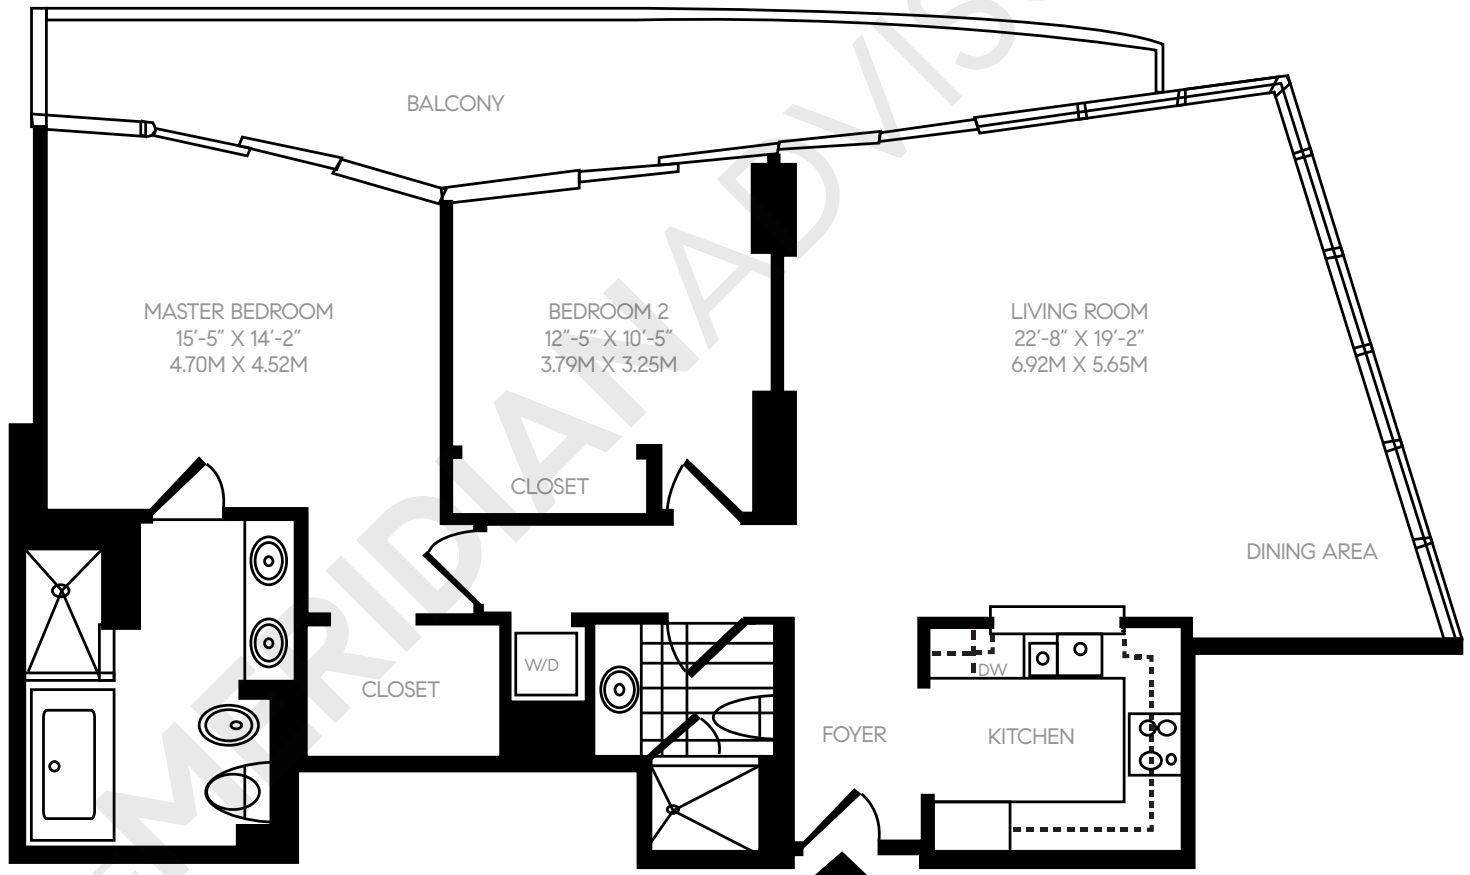 BALCONY
MASTER BEDROOM
15'-5" X 14'-2"
4.70M X 4.52M
BEDROOM 2
12"-5" X 10'-5"
3.79M X 3.25M
LIVING ROOM
22'-8" X 19'-2"
6.92M X 5.65M
CLOSET
DINING AREA
W/D
DW
CLOSET
FOYER
KITCHEN
MERIDIANADVIS